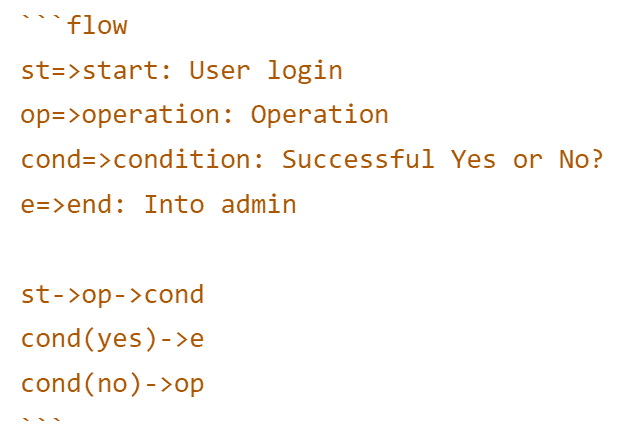 ```flow
st=>start: User login
op=>operation: Operation
cond=>condition: Successful Yes or No?
e=>end: Into admin

st->op->cond
cond(yes)->e
cond(no)->op
```